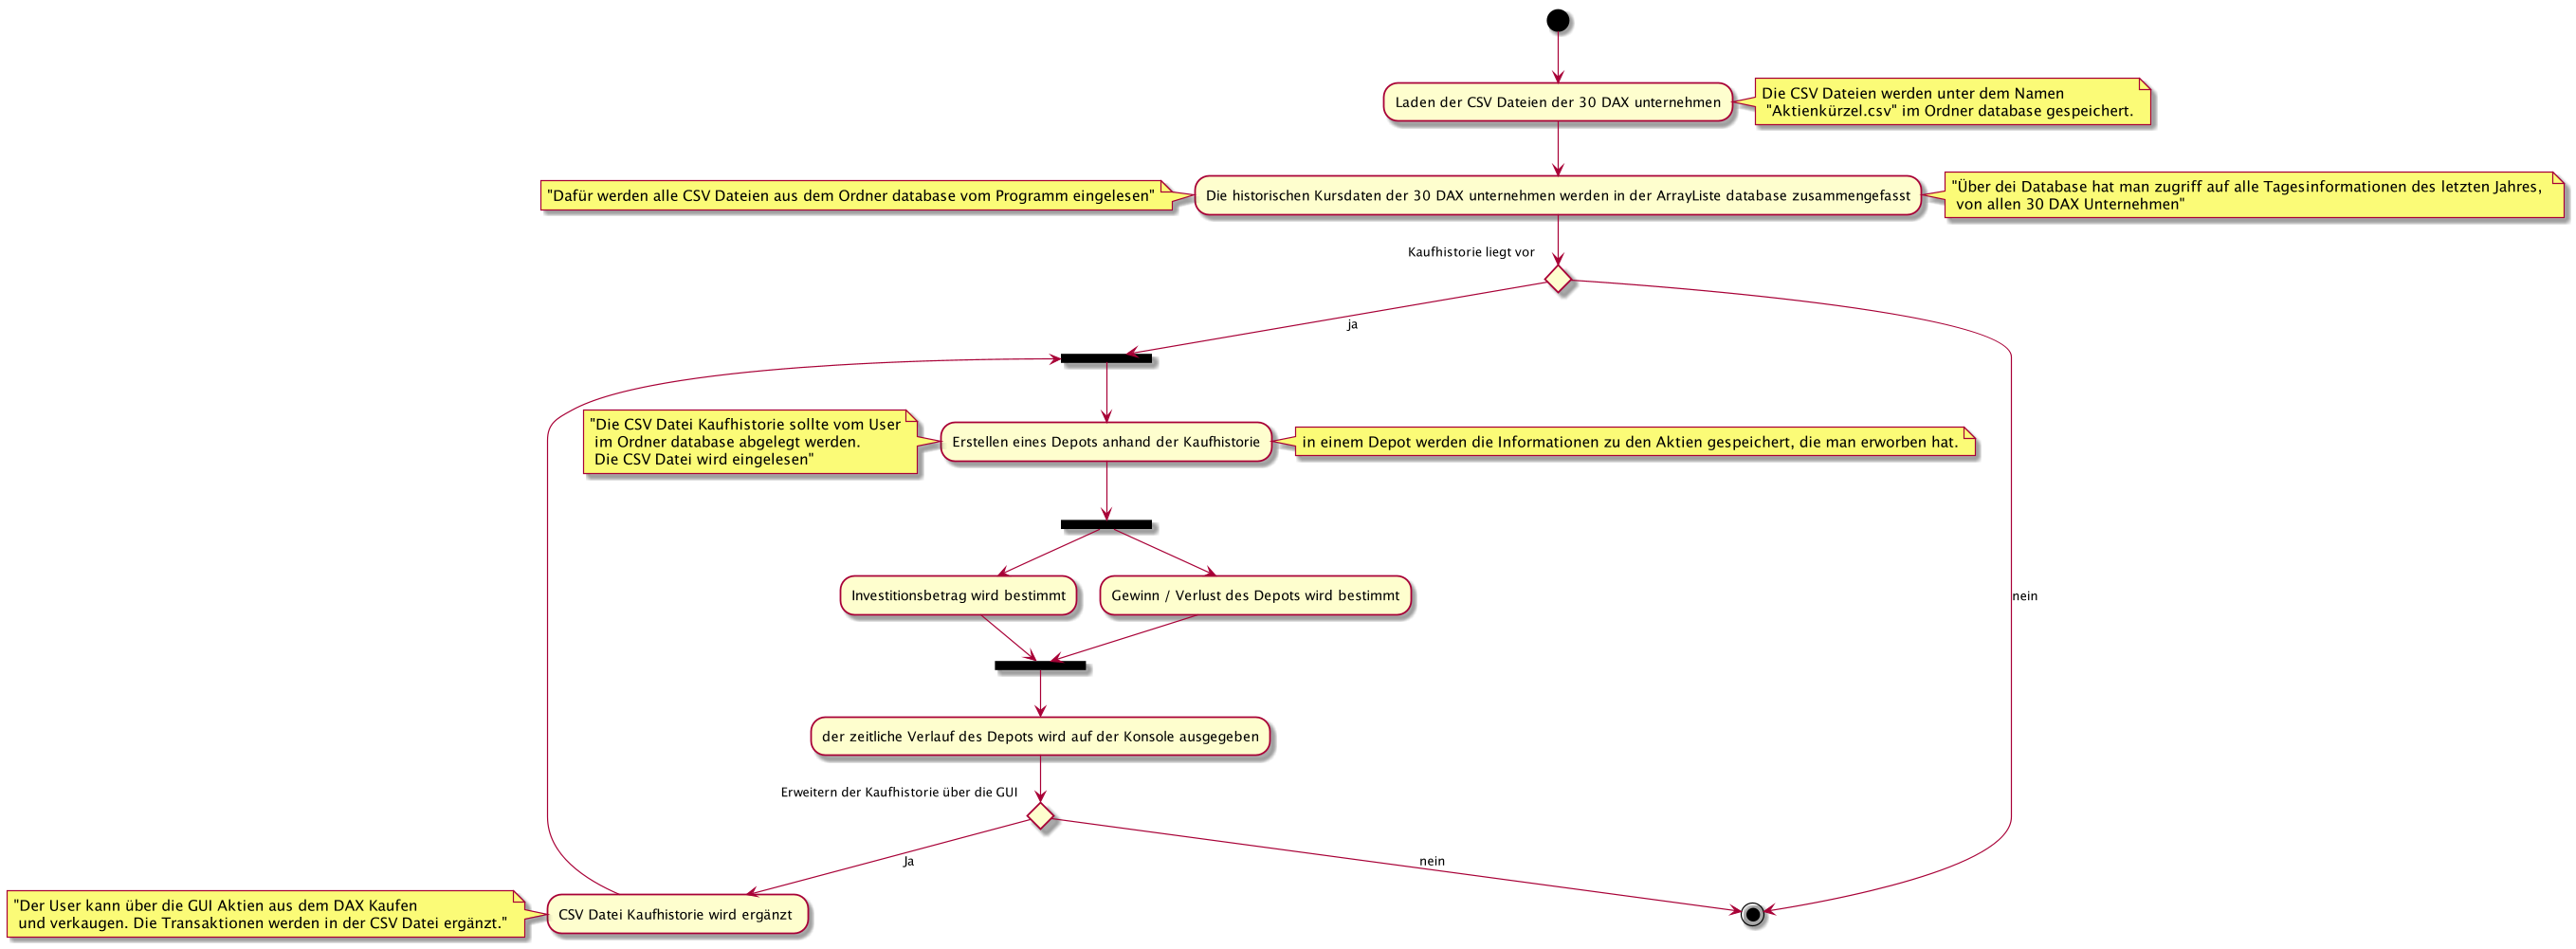 Laden der CSV Dateien der 30 DAX unternehmen
Die CSV Dateien werden unter dem Namen
"Aktienkürzel.csv" im Ordner database gespeichert.
"Dafür werden alle CSV Dateien aus dem Ordner database vom Programm eingelesen"
Die historischen Kursdaten der 30 DAX unternehmen werden in der ArrayListe database zusammengefasst
"Über dei Database hat man zugriff auf alle Tagesinformationen des letzten Jahres,
von allen 30 DAX Unternehmen"
Kaufhistorie liegt vor
ja
"Die CSV Datei Kaufhistorie sollte vom User
im Ordner database abgelegt werden.
Die CSV Datei wird eingelesen"
Erstellen eines Depots anhand der Kaufhistorie
in einem Depot werden die Informationen zu den Aktien gespeichert, die man erworben hat.
Investitionsbetrag wird bestimmt
Gewinn / Verlust des Depots wird bestimmt
nein
der zeitliche Verlauf des Depots wird auf der Konsole ausgegeben
Erweitern der Kaufhistorie über die GUI
Ja
nein
"Der User kann über die GUI Aktien aus dem DAX Kaufen
und verkaugen. Die Transaktionen werden in der CSV Datei ergänzt."
CSV Datei Kaufhistorie wird ergänzt